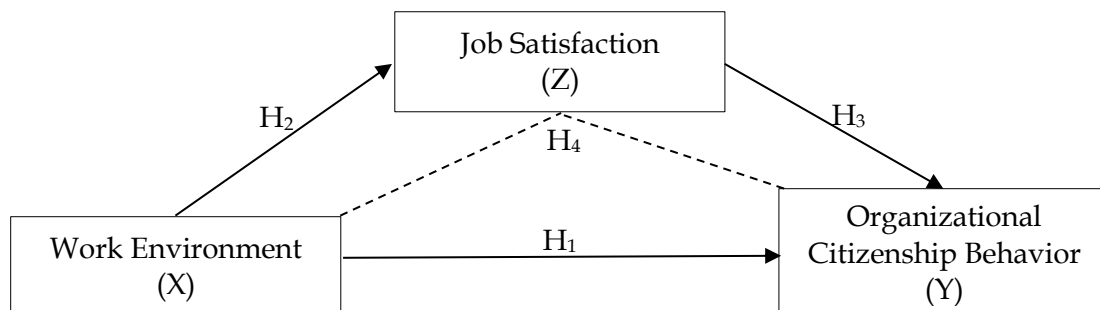 Job Satisfaction
(Z)
H₂
H₃
H₄
Work Environment
(X)
H₁
Organizational
Citizenship Behavior
(Y)